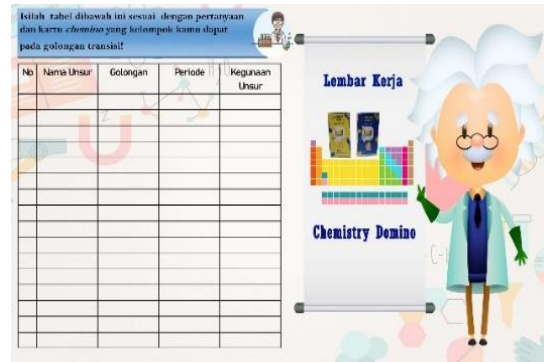 Isilah tabel dibawah ini sesuai dengan pertanyaan
dan kartu chemino yang kelompok kamu dapat
pada golongan transisi!
No Nama Unsur Golongan Periode Kegunaan Unsur
Lembar Kerja
Chemistry Domino